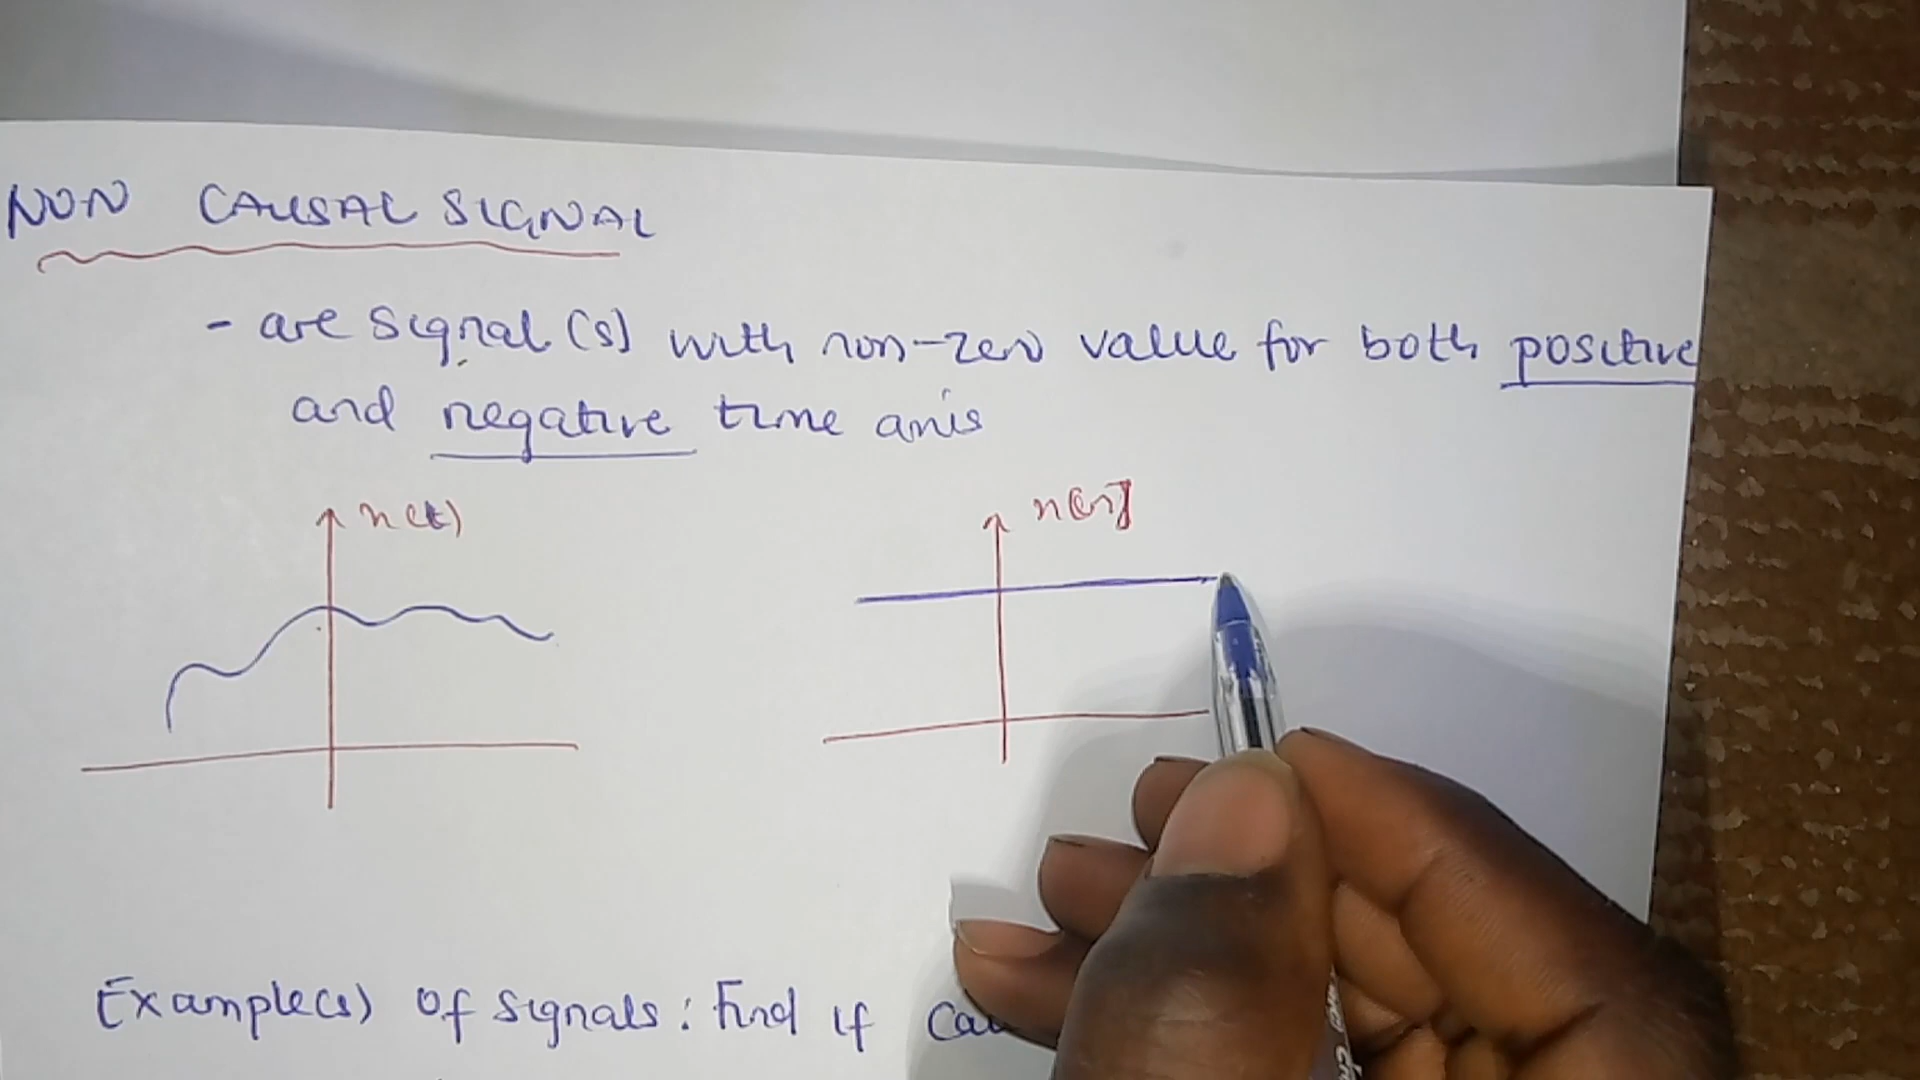 NON CAUSAL SIGNAL
- are signal(s) with non-zero value for both positive
and negative time axis
x(t)
x[n]
Example(s) of signals: Find if